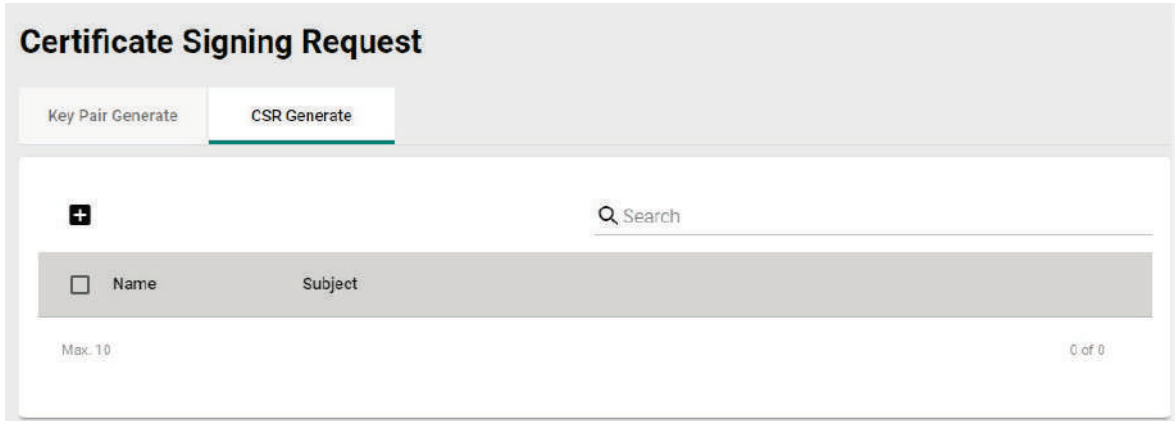 Certificate Signing Request
Key Pair Generate CSR Generate
Search
Name Subject
Max. 10 0 of 0